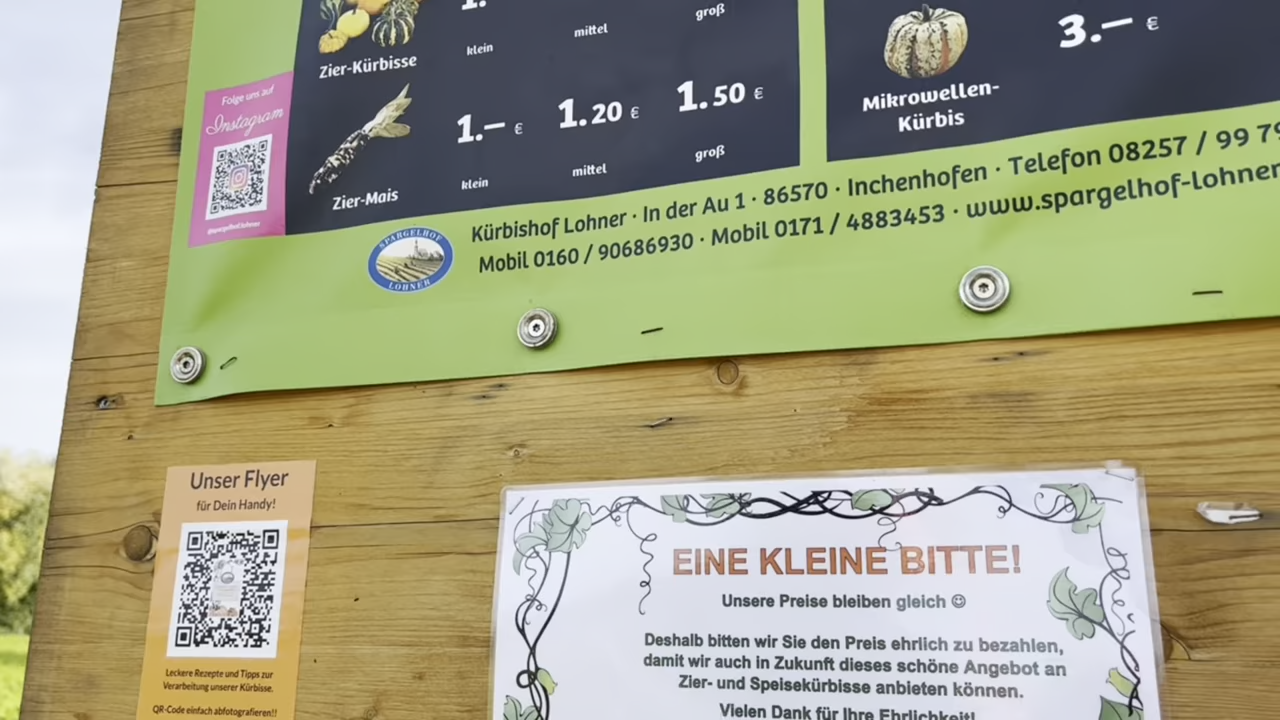 1.
klein
mittel
groß
Zier-Kürbisse
1.– €
klein
1.20 €
mittel
1.50 €
groß
Zier-Mais
3.– €
Mikrowellen-
Kürbis
Folge uns auf
Instagram
@spargelhof.lohner
SPARGELHOF
LOHNER
Kürbishof Lohner · In der Au 1 · 86570 · Inchenhofen · Telefon 08257 / 99 79
Mobil 0160 / 90686930 · Mobil 0171 / 4883453 · www.spargelhof-lohner
Unser Flyer
für Dein Handy!
Leckere Rezepte und Tipps zur
Verarbeitung unserer Kürbisse.
QR-Code einfach abfotografieren!!
EINE KLEINE BITTE!
Unsere Preise bleiben gleich ☺
Deshalb bitten wir Sie den Preis ehrlich zu bezahlen,
damit wir auch in Zukunft dieses schöne Angebot an
Zier- und Speisekürbisse anbieten können.
Vielen Dank für Ihre Ehrlichkeit!